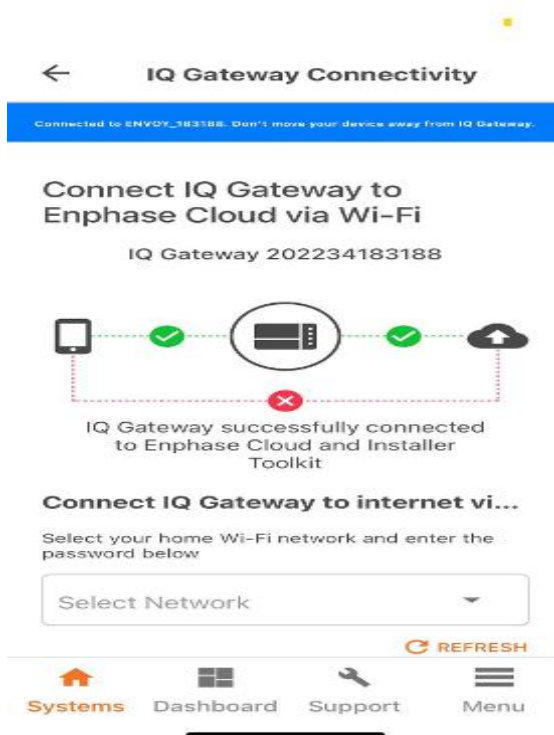 IQ Gateway Connectivity
Connected to ENVOY_183188. Don't move your device away from IQ Gateway.
Connect IQ Gateway to
Enphase Cloud via Wi-Fi
IQ Gateway 202234183188
IQ Gateway successfully connected
to Enphase Cloud and Installer
Toolkit
Connect IQ Gateway to internet vi...
Select your home Wi-Fi network and enter the
password below
Select Network
REFRESH
Systems Dashboard Support Menu